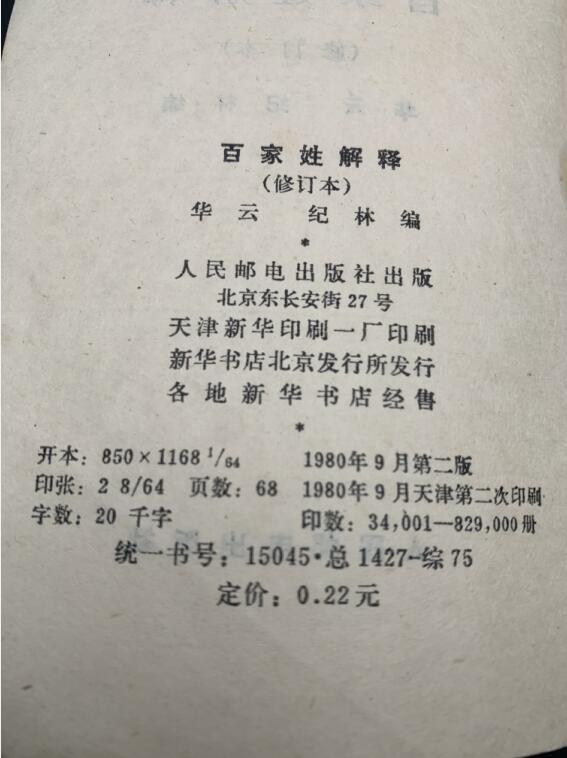 百家姓解释
(修订本)
华云 纪林编
*
人民邮电出版社出版
北京东长安街27号
天津新华印刷一厂印刷
新华书店北京发行所发行
各地新华书店经售
*
开本：850×1168 1/64 1980年9月第二版
印张：2 8/64 页数：68 1980年9月天津第二次印刷
字数：20千字 印数：34,001—829,000册
统一书号：15045·总1427-综75
定价：0.22元